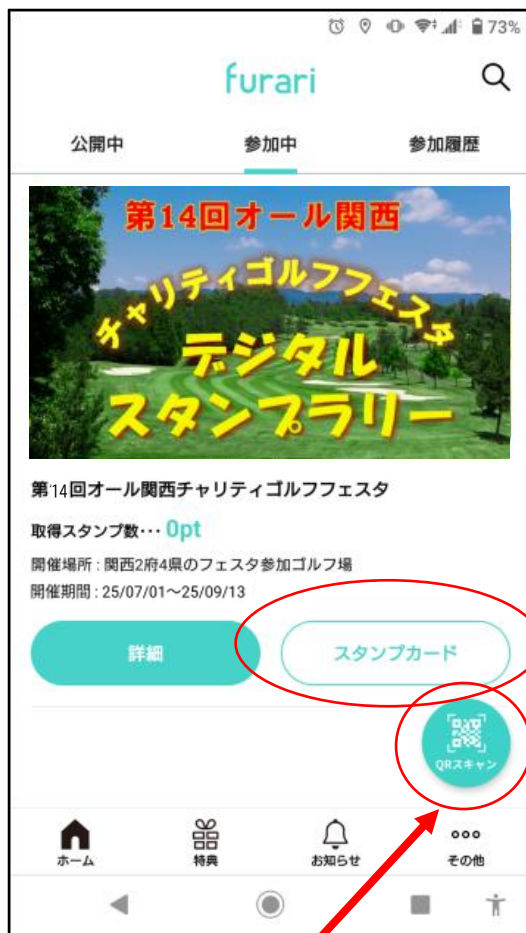 73%
furari
公開中
参加中
参加履歴
第14回オール関西
チャリティゴルフフェスタ
デジタル
スタンプラリー
第14回オール関西チャリティゴルフフェスタ
取得スタンプ数・・・0pt
開催場所 : 関西2府4県のフェスタ参加ゴルフ場
開催期間 : 25/07/01～25/09/13
詳細
スタンプカード
QRスキャン
ホーム
特典
お知らせ
その他